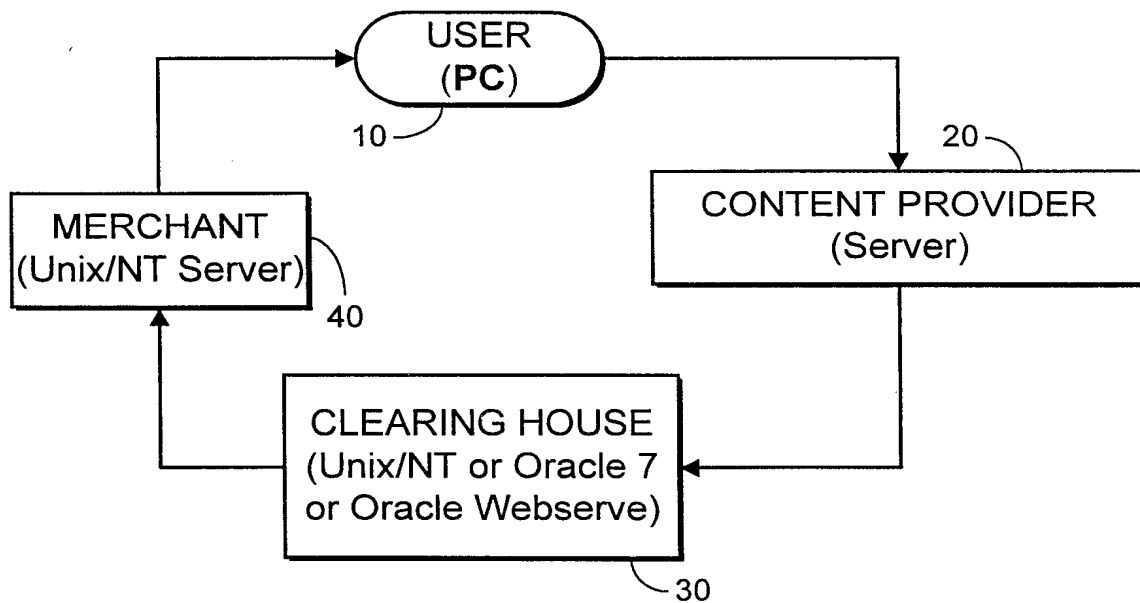 USER
(PC)
10
20
CONTENT PROVIDER
(Server)
MERCHANT
(Unix/NT Server)
40
CLEARING HOUSE
(Unix/NT or Oracle 7
or Oracle Webserve)
30